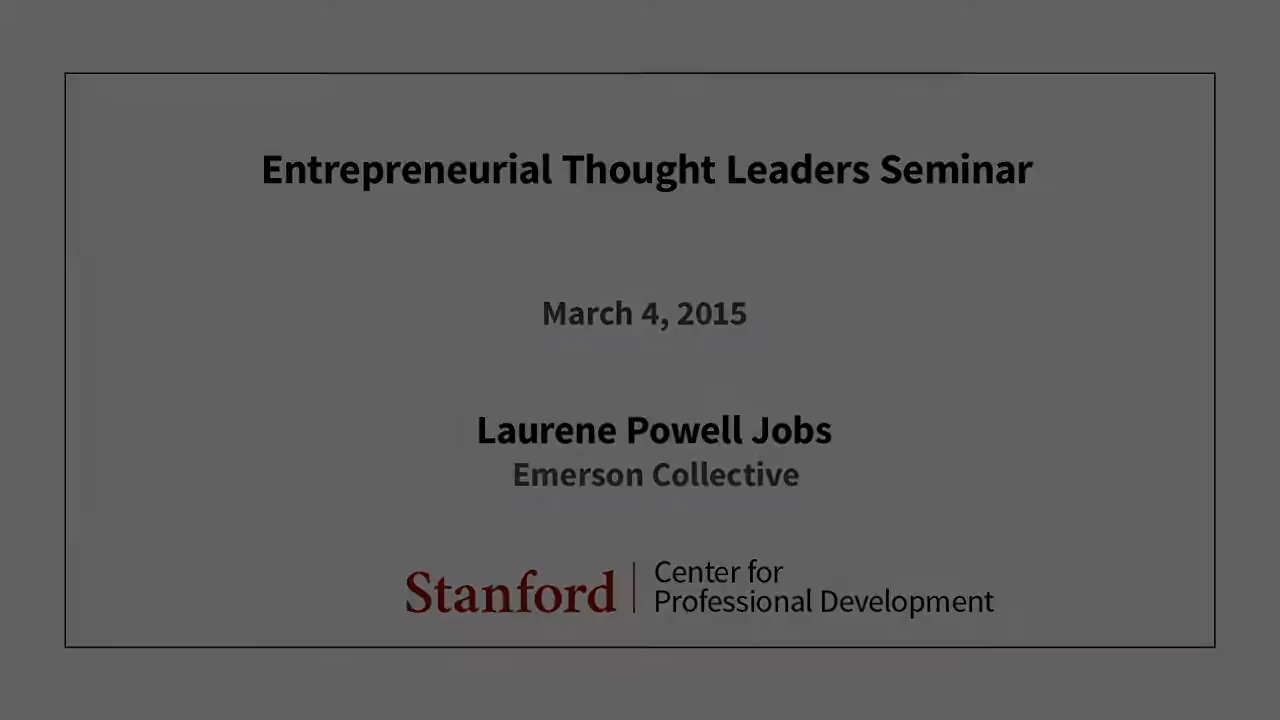 Entrepreneurial Thought Leaders Seminar
March 4, 2015
Laurene Powell Jobs
Emerson Collective
Stanford
Center for
Professional Development